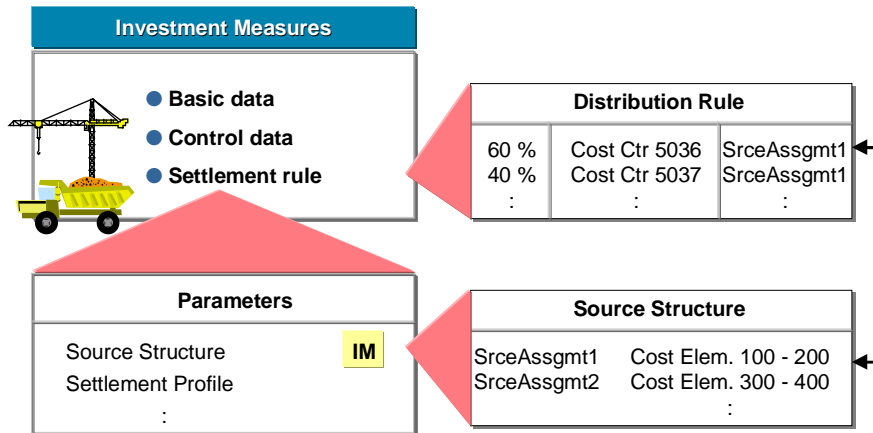 Investment Measures
Basic data
Control data
Settlement rule
Distribution Rule
60 % Cost Ctr 5036 SrceAssgmt1
40 % Cost Ctr 5037 SrceAssgmt1
: : :
Parameters
Source Structure IM
Settlement Profile
:
Source Structure
SrceAssgmt1 Cost Elem. 100 - 200
SrceAssgmt2 Cost Elem. 300 - 400
: